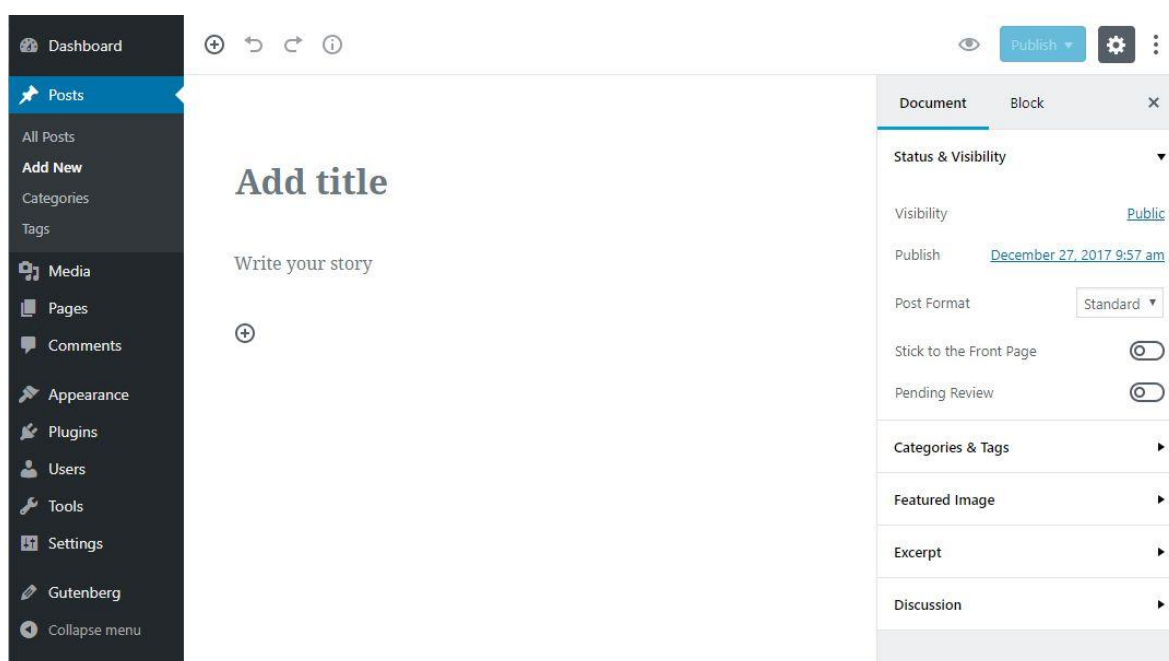 Dashboard
Publish
Posts
Document Block
All Posts
Add New
Categories
Tags
Media
Pages
Comments
Appearance
Plugins
Users
Tools
Settings
Gutenberg
Collapse menu
Add title
Write your story
Status & Visibility
Visibility Public
Publish December 27, 2017 9:57 am
Post Format Standard
Stick to the Front Page
Pending Review
Categories & Tags
Featured Image
Excerpt
Discussion